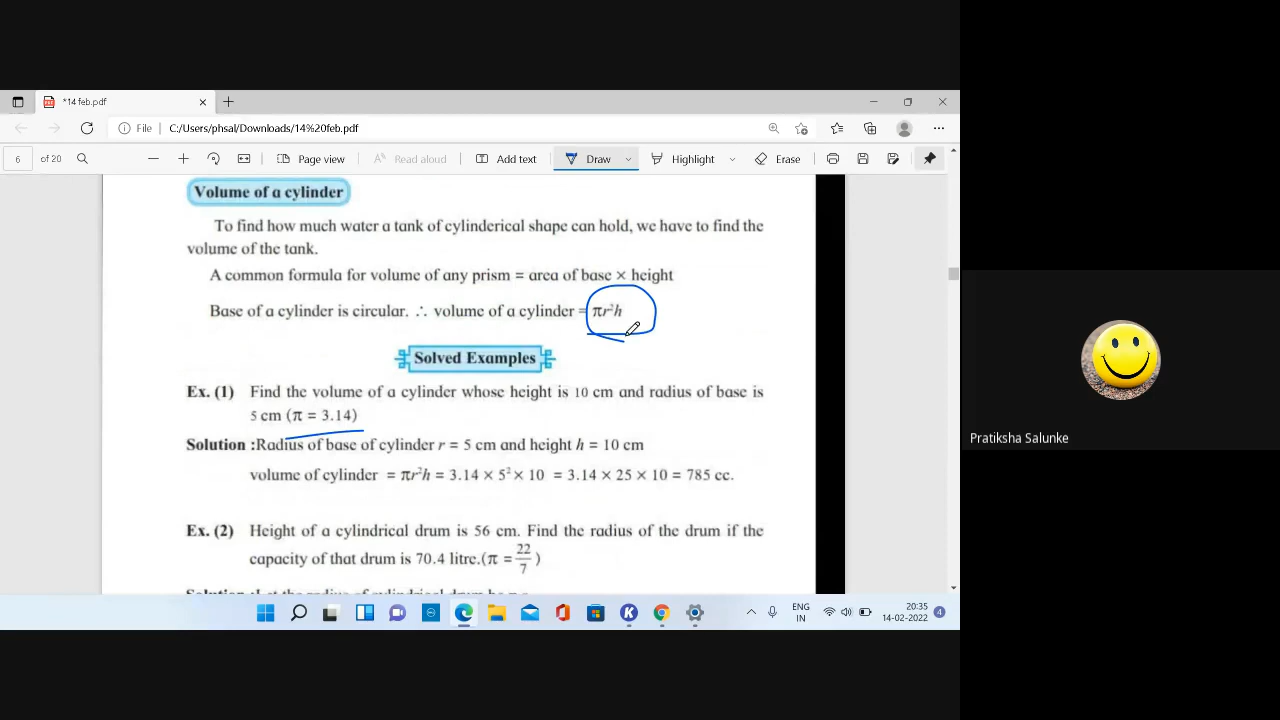 *14 feb.pdf
File C:/Users/phsal/Downloads/14%20feb.pdf
6 of 20 Page view Read aloud Add text Draw Highlight Erase
Volume of a cylinder
To find how much water a tank of cylinderical shape can hold, we have to find the
volume of the tank.
A common formula for volume of any prism = area of base × height
Base of a cylinder is circular. ∴ volume of a cylinder = πr²h
Solved Examples
Ex. (1) Find the volume of a cylinder whose height is 10 cm and radius of base is
5 cm (π = 3.14)
Solution : Radius of base of cylinder r = 5 cm and height h = 10 cm
volume of cylinder = πr²h = 3.14 × 5² × 10 = 3.14 × 25 × 10 = 785 cc.
Ex. (2) Height of a cylindrical drum is 56 cm. Find the radius of the drum if the
capacity of that drum is 70.4 litre.(π = 22/7 )
Pratiksha Salunke
ENG 20:35
IN 14-02-2022 4